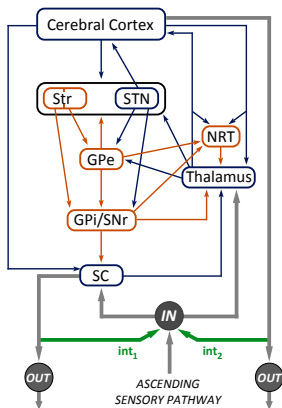 Cerebral Cortex
Str
STN
NRT
GPe
Thalamus
GPi/SNr
SC
IN
int1
int2
OUT
OUT
ASCENDING
SENSORY PATHWAY